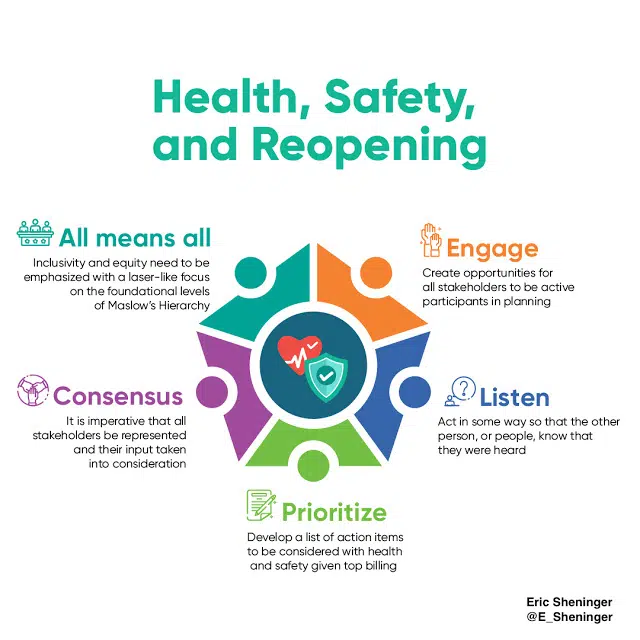 Health, Safety,
and Reopening
All means all
Inclusivity and equity need to be
emphasized with a laser-like focus
on the foundational levels
of Maslow's Hierarchy
Engage
Create opportunities for
all stakeholders to be active
participants in planning
Consensus
It is imperative that all
stakeholders be represented
and their input taken
into consideration
Listen
Act in some way so that the other
person, or people, know that
they were heard
Prioritize
Develop a list of action items
to be considered with health
and safety given top billing
Eric Sheninger
@E_Sheninger